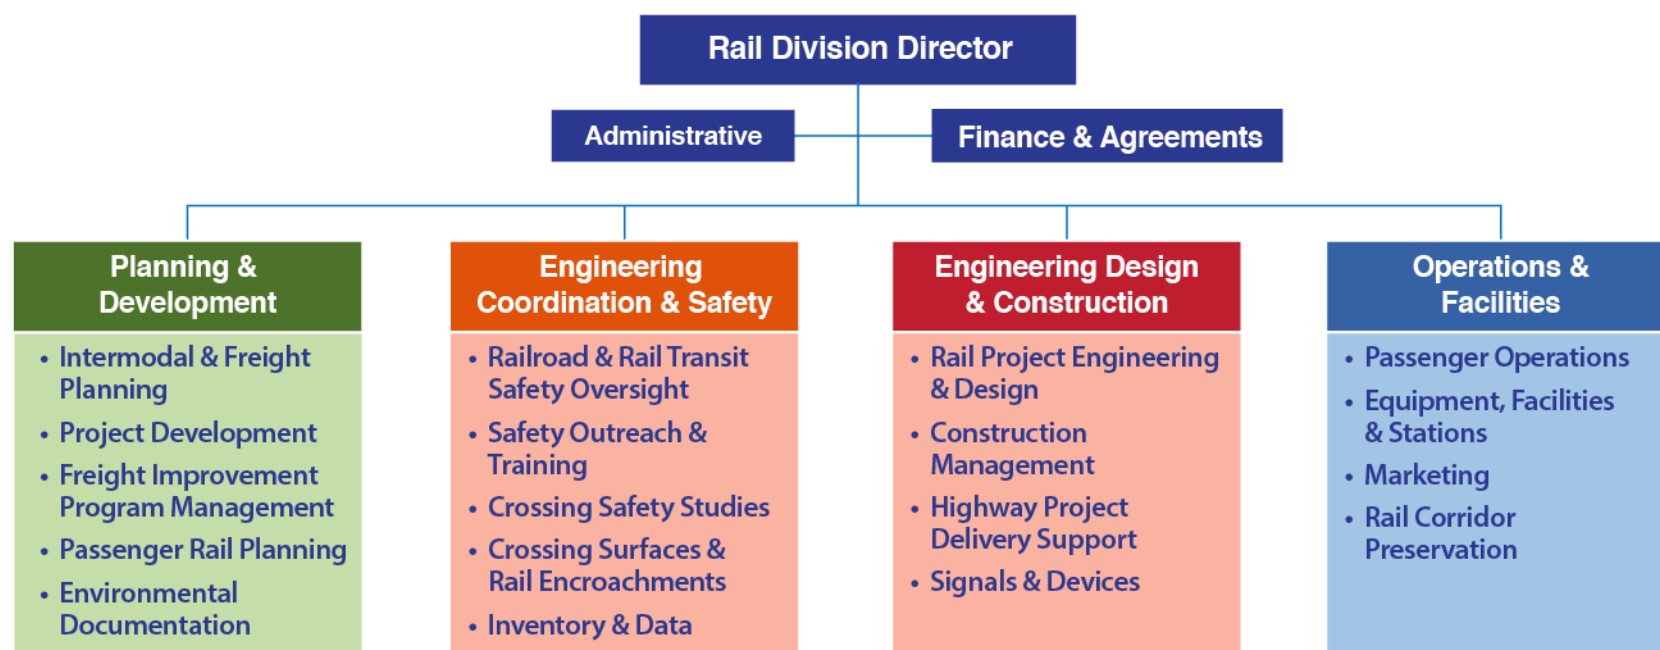 Rail Division Director
Administrative
Finance & Agreements
Planning &
Development
• Intermodal & Freight
Planning
• Project Development
• Freight Improvement
Program Management
• Passenger Rail Planning
• Environmental
Documentation
Engineering
Coordination & Safety
• Railroad & Rail Transit
Safety Oversight
• Safety Outreach &
Training
• Crossing Safety Studies
• Crossing Surfaces &
Rail Encroachments
• Inventory & Data
Engineering Design
& Construction
• Rail Project Engineering
& Design
• Construction
Management
• Highway Project
Delivery Support
• Signals & Devices
Operations &
Facilities
• Passenger Operations
• Equipment, Facilities
& Stations
• Marketing
• Rail Corridor
Preservation